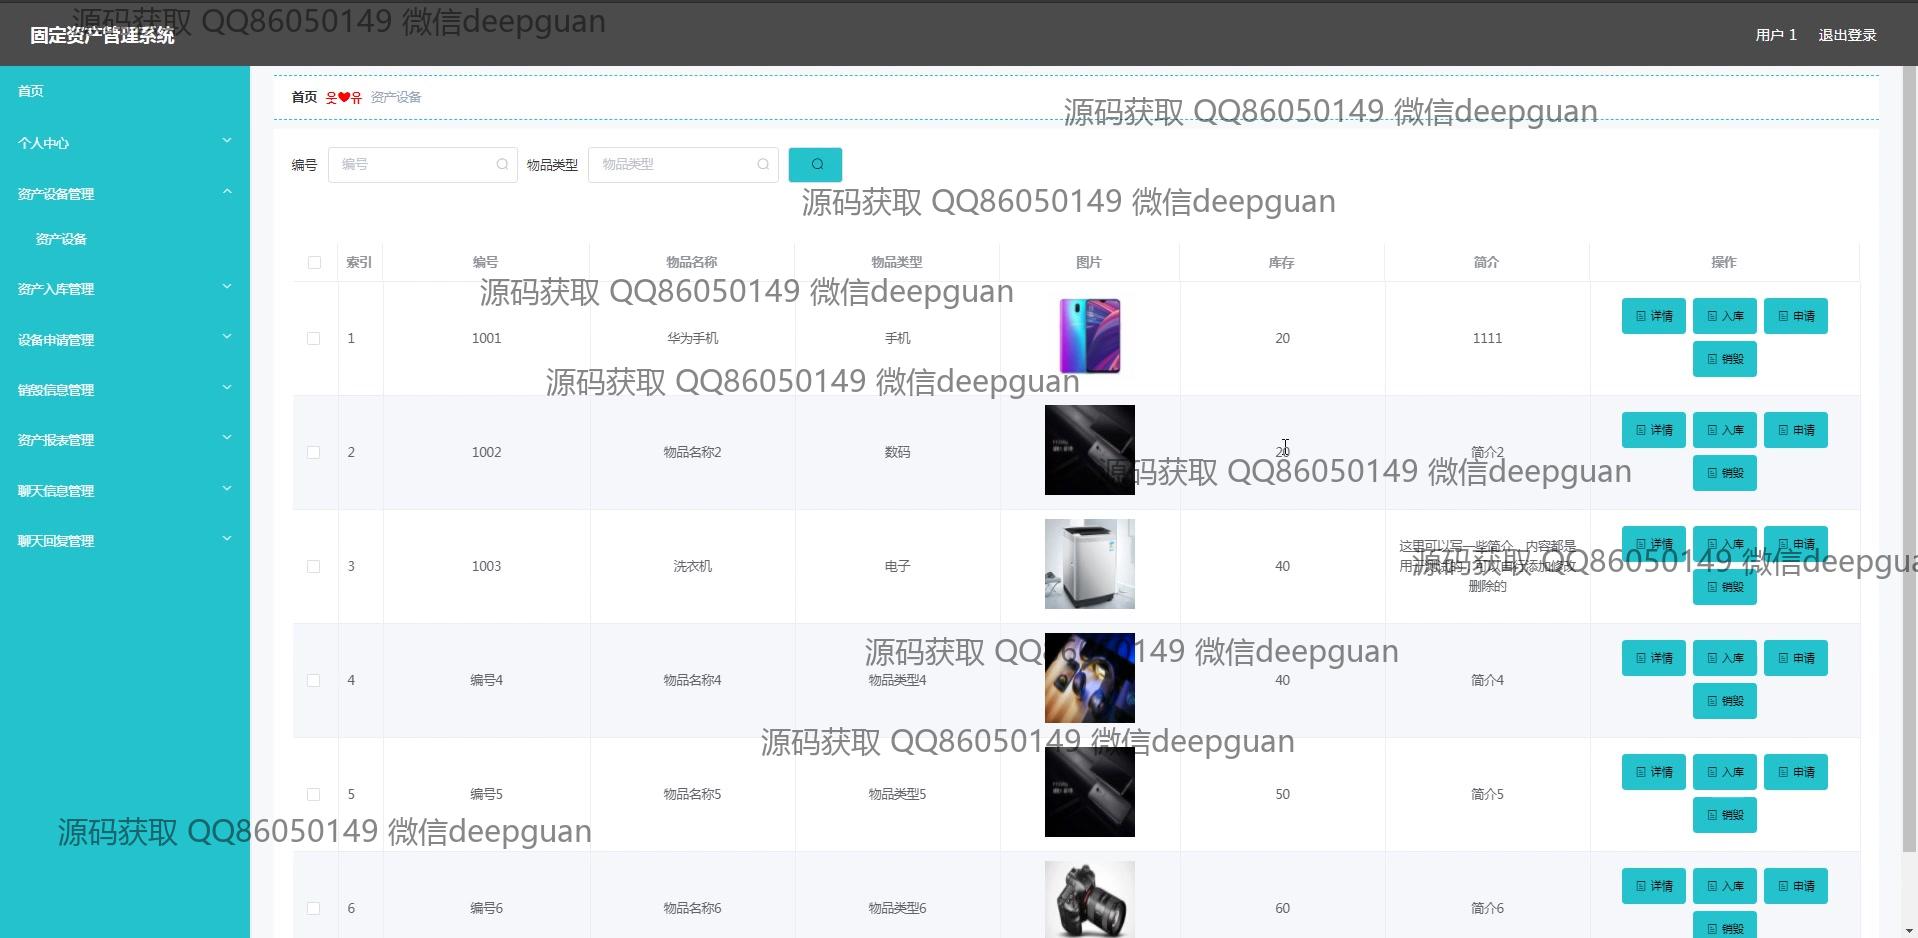 源码获取 QQ86050149 微信deepguan
固定资产管理系统
用户 1 退出登录
首页
个人中心
资产设备管理
资产设备
资产入库管理
设备申请管理
销毁信息管理
资产报表管理
聊天信息管理
聊天回复管理
首页 웃❤유 资产设备
源码获取 QQ86050149 微信deepguan
编号 编号 物品类型 物品类型
源码获取 QQ86050149 微信deepguan
索引 编号 物品名称 物品类型 图片 库存 简介 操作
源码获取 QQ86050149 微信deepguan
1 1001 华为手机 手机 20 1111 详情 入库 申请
销毁
源码获取 QQ86050149 微信deepguan
2 1002 物品名称2 数码 20 简介2 详情 入库 申请
销毁
源码获取 QQ86050149 微信deepguan
3 1003 洗衣机 电子 40 详情 入库 申请
这里可以写一些简介，内容都是
用于测试的，可以自行添加修改
删除的
销毁
源码获取 QQ86050149 微信deepgua
源码获取 QQ86050149 微信deepguan
4 编号4 物品名称4 物品类型4 40 简介4 详情 入库 申请
销毁
源码获取 QQ86050149 微信deepguan
5 编号5 物品名称5 物品类型5 50 简介5 详情 入库 申请
销毁
源码获取 QQ86050149 微信deepguan
6 编号6 物品名称6 物品类型6 60 简介6 详情 入库 申请
销毁